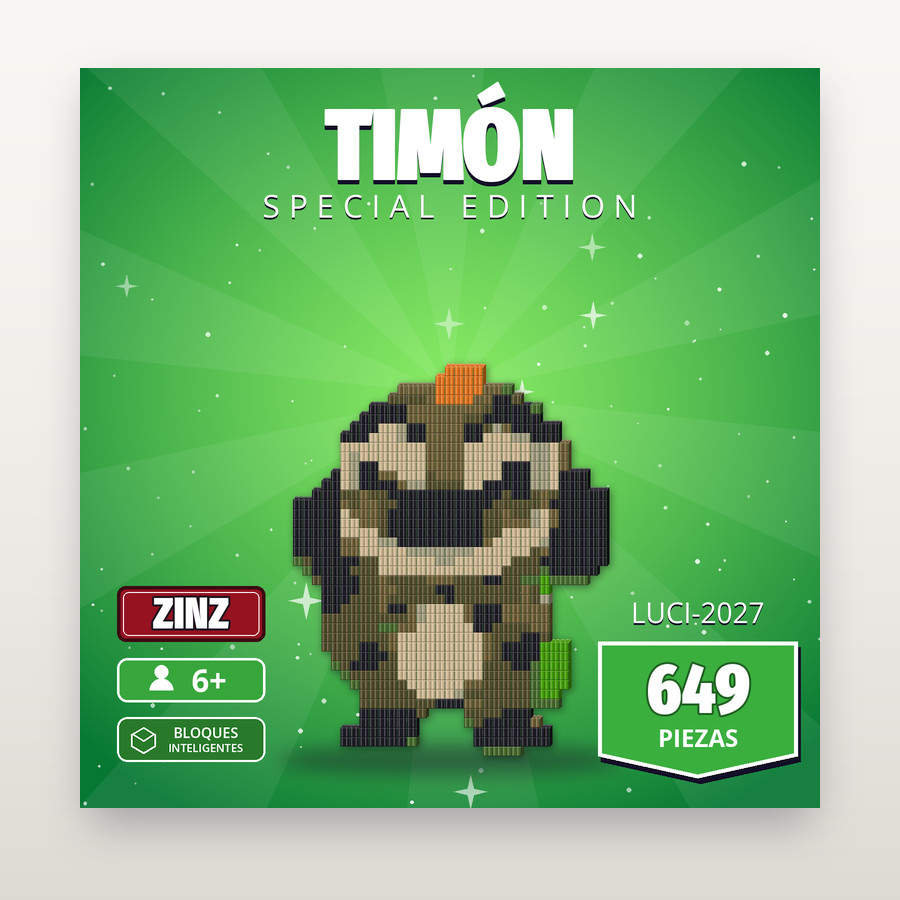 TIMÓN
SPECIAL EDITION
ZINZ
6+
BLOQUES
INTELIGENTES
LUCI-2027
649
PIEZAS